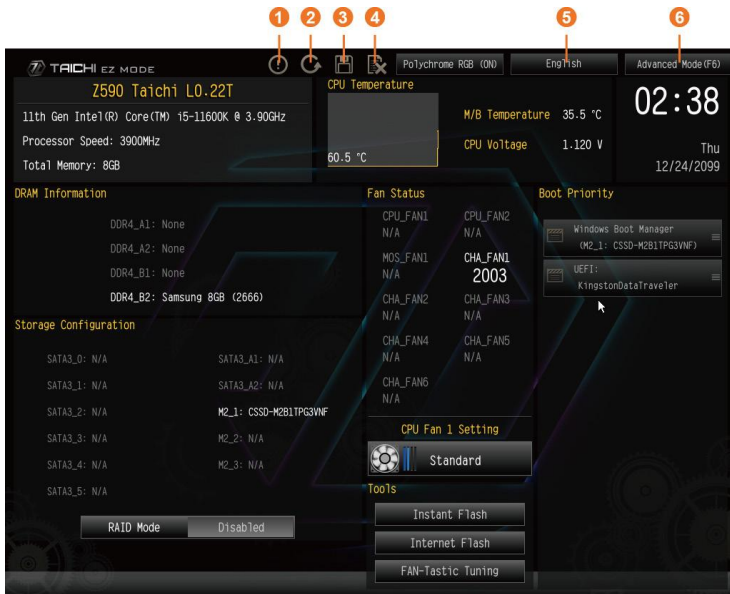 1 2 3 4 5 6
TAICHI EZ MODE
Polychrome RGB (ON)
English
Advanced Mode(F6)
Z590 Taichi L0.22T
11th Gen Intel(R) Core(TM) i5-11600K @ 3.90GHz
Processor Speed: 3900MHz
Total Memory: 8GB
CPU Temperature
60.5 °C
M/B Temperature 35.5 °C
CPU Voltage 1.120 V
02:38
Thu
12/24/2099
DRAM Information
DDR4_A1: None
DDR4_A2: None
DDR4_B1: None
DDR4_B2: Samsung 8GB (2666)
Storage Configuration
SATA3_0: N/A SATA3_A1: N/A
SATA3_1: N/A SATA3_A2: N/A
SATA3_2: N/A M2_1: CSSD-M2B1TPG3VNF
SATA3_3: N/A M2_2: N/A
SATA3_4: N/A M2_3: N/A
SATA3_5: N/A
RAID Mode Disabled
Fan Status
CPU_FAN1 CPU_FAN2
N/A N/A
MOS_FAN1 CHA_FAN1
N/A 2003
CHA_FAN2 CHA_FAN3
N/A N/A
CHA_FAN4 CHA_FAN5
N/A N/A
CHA_FAN6
N/A
CPU Fan 1 Setting
Standard
Tools
Instant Flash
Internet Flash
FAN-Tastic Tuning
Boot Priority
Windows Boot Manager
(M2_1: CSSD-M2B1TPG3VNF)
UEFI:
KingstonDataTraveler